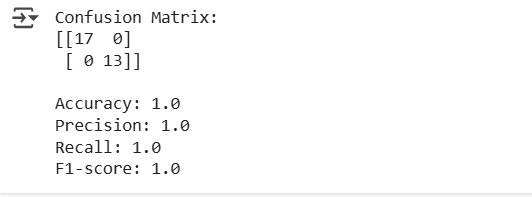 Confusion Matrix:
[[17  0]
 [ 0 13]]

Accuracy: 1.0
Precision: 1.0
Recall: 1.0
F1-score: 1.0